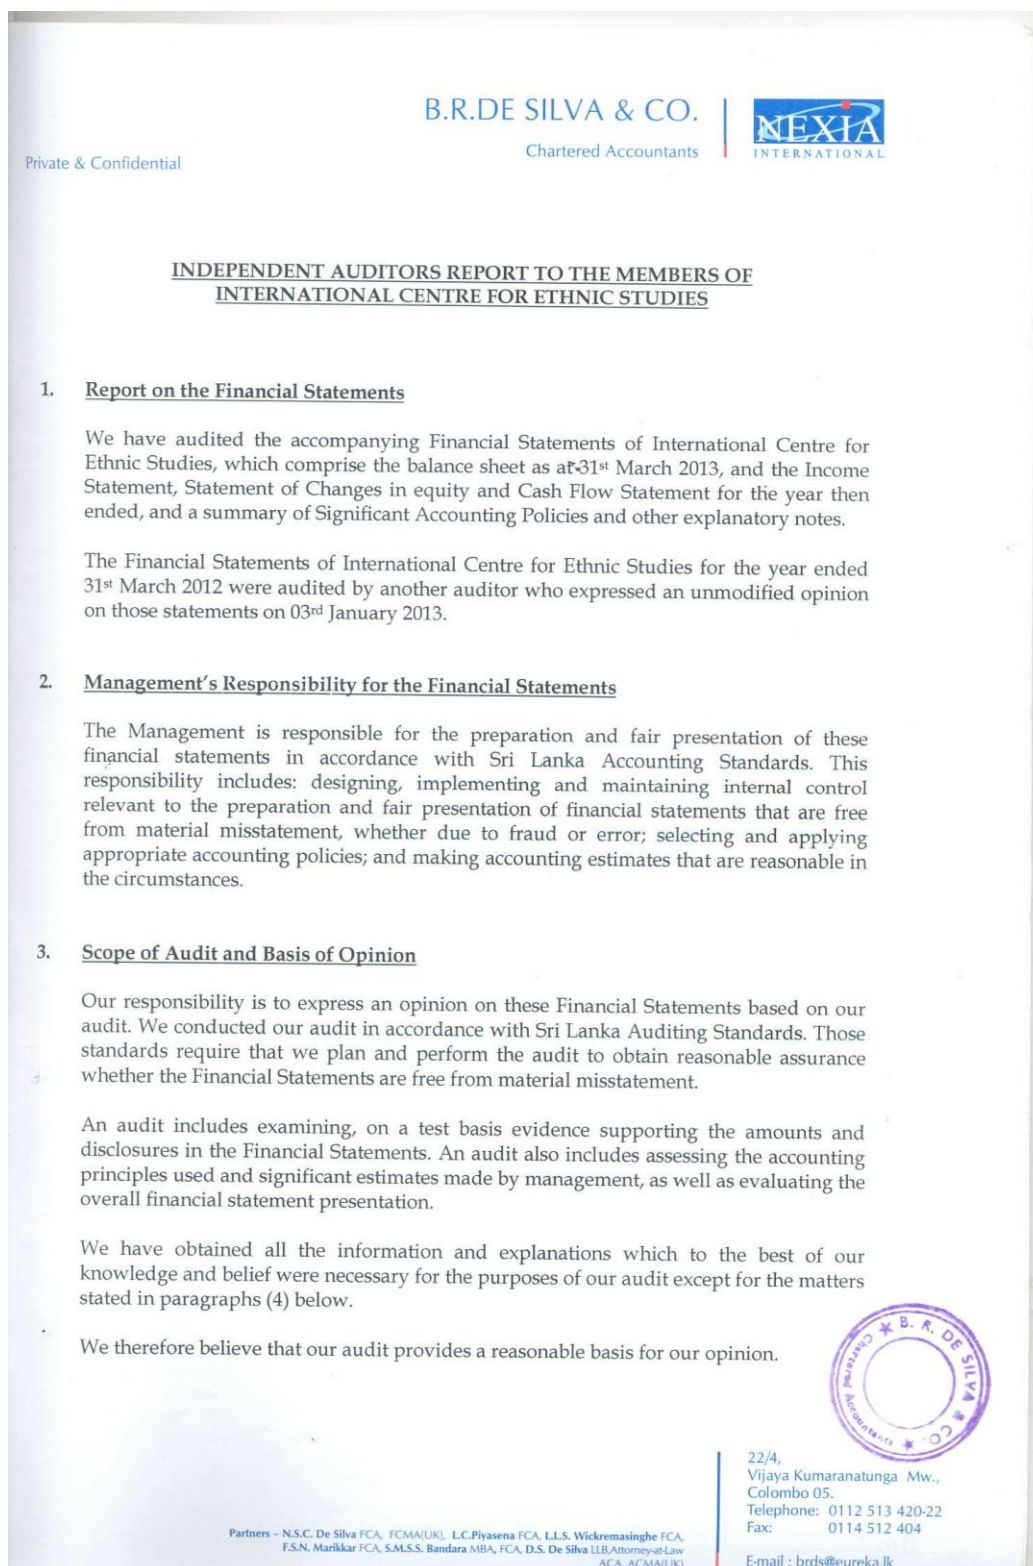 B.R.DE SILVA & CO.
Chartered Accountants
NEXIA
INTERNATIONAL
Private & Confidential
INDEPENDENT AUDITORS REPORT TO THE MEMBERS OF
INTERNATIONAL CENTRE FOR ETHNIC STUDIES
1. Report on the Financial Statements
We have audited the accompanying Financial Statements of International Centre for
Ethnic Studies, which comprise the balance sheet as at 31st March 2013, and the Income
Statement, Statement of Changes in equity and Cash Flow Statement for the year then
ended, and a summary of Significant Accounting Policies and other explanatory notes.
The Financial Statements of International Centre for Ethnic Studies for the year ended
31st March 2012 were audited by another auditor who expressed an unmodified opinion
on those statements on 03rd January 2013.
2. Management's Responsibility for the Financial Statements
The Management is responsible for the preparation and fair presentation of these
financial statements in accordance with Sri Lanka Accounting Standards. This
responsibility includes: designing, implementing and maintaining internal control
relevant to the preparation and fair presentation of financial statements that are free
from material misstatement, whether due to fraud or error; selecting and applying
appropriate accounting policies; and making accounting estimates that are reasonable in
the circumstances.
3. Scope of Audit and Basis of Opinion
Our responsibility is to express an opinion on these Financial Statements based on our
audit. We conducted our audit in accordance with Sri Lanka Auditing Standards. Those
standards require that we plan and perform the audit to obtain reasonable assurance
whether the Financial Statements are free from material misstatement.
An audit includes examining, on a test basis evidence supporting the amounts and
disclosures in the Financial Statements. An audit also includes assessing the accounting
principles used and significant estimates made by management, as well as evaluating the
overall financial statement presentation.
We have obtained all the information and explanations which to the best of our
knowledge and belief were necessary for the purposes of our audit except for the matters
stated in paragraphs (4) below.
We therefore believe that our audit provides a reasonable basis for our opinion.
★ B. R. DE SILVA & CO. ★
Chartered Accountants
22/4,
Vijaya Kumaranatunga Mw.,
Colombo 05.
Telephone: 0112 513 420-22
Fax: 0114 512 404
E-mail : brds@eureka.lk
Partners – N.S.C. De Silva FCA, FCMA(UK), L.C.Piyasena FCA, L.L.S. Wickremasinghe FCA,
F.S.N. Marikkar FCA, S.M.S.S. Bandara MBA, FCA, D.S. De Silva LLB,Attorney-at-Law
ACA, ACMA(UK)